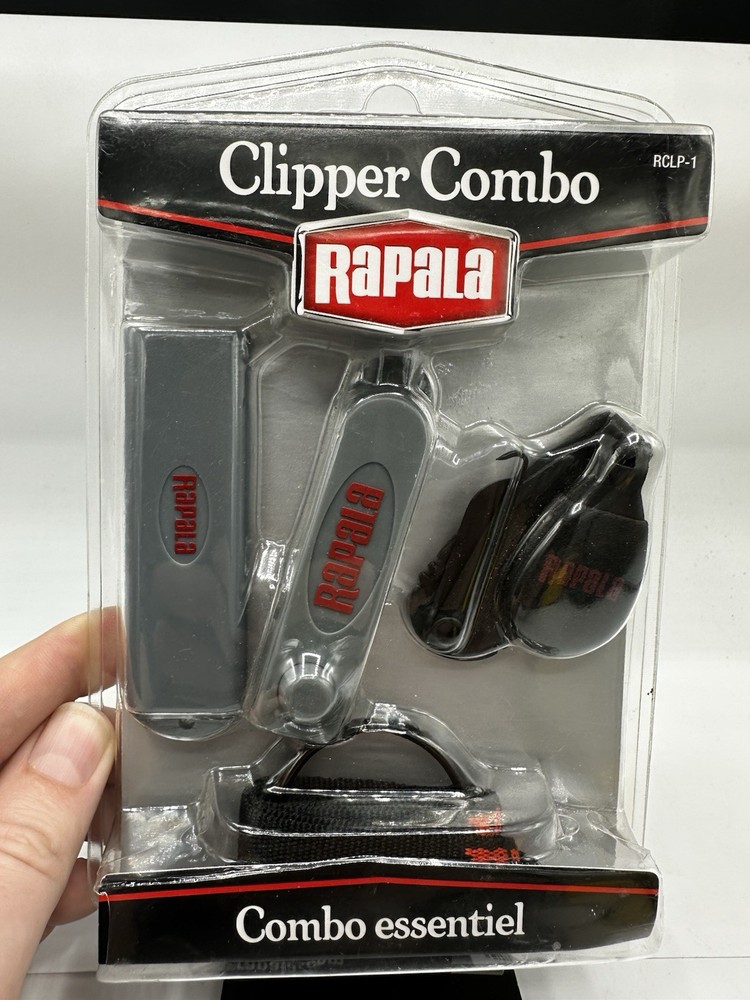 Clipper Combo
RCLP-1
RAPALA
RAPALA
RAPALA
RAPALA
Combo essentiel